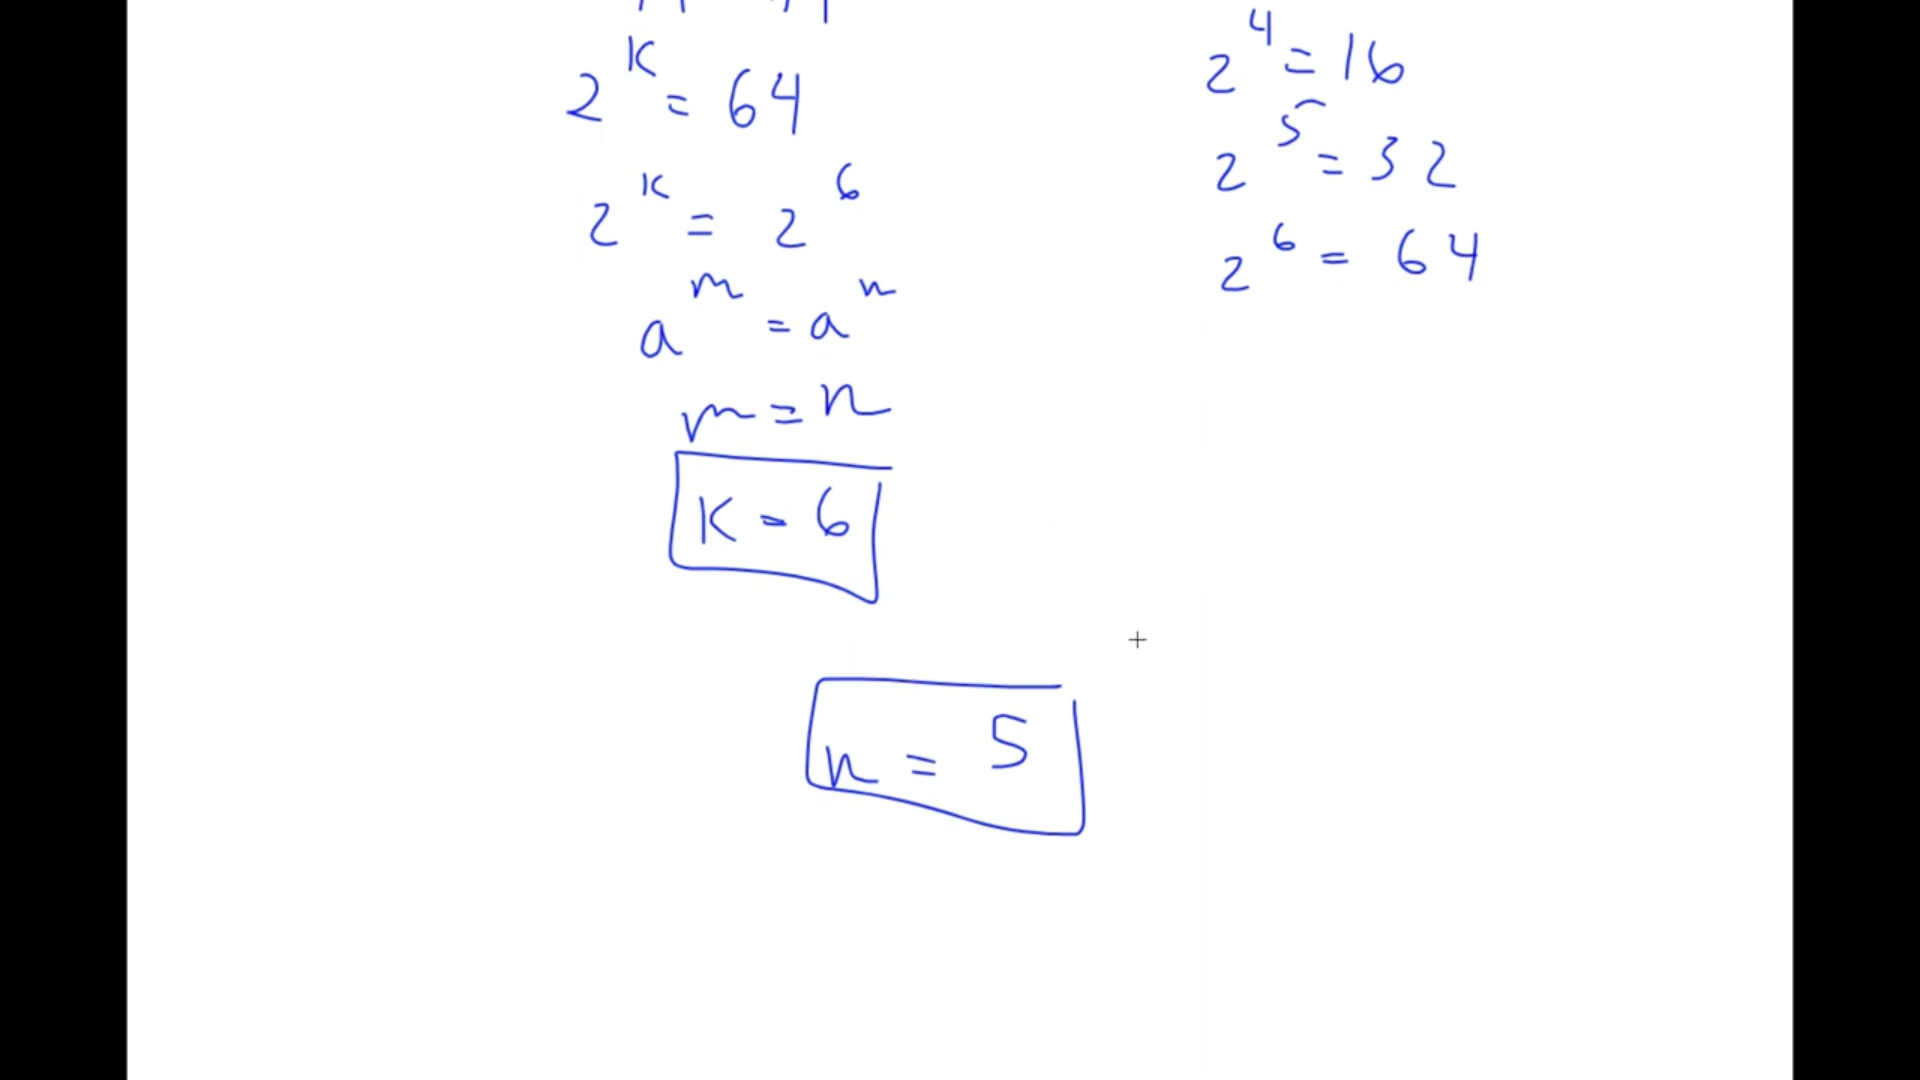 2^k = 64
2^k = 2^6
a^m = a^n
m = n
K = 6
n = 5
2^4 = 16
2^5 = 32
2^6 = 64